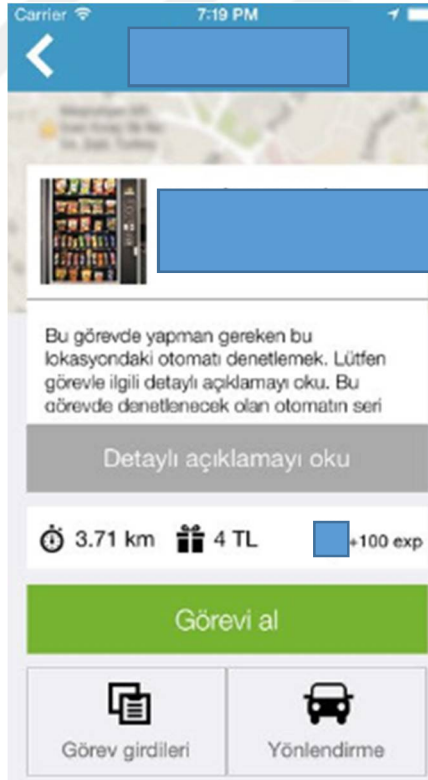 Carrier 7:19 PM
Bu görevde yapman gereken bu
lokasyondaki otomatı denetlemek. Lütfen
görevle ilgili detaylı açıklamayı oku. Bu
görevde denetlenecek olan otomatın seri
Detaylı açıklamayı oku
3.71 km 4 TL +100 exp
Görevi al
Görev girdileri Yönlendirme